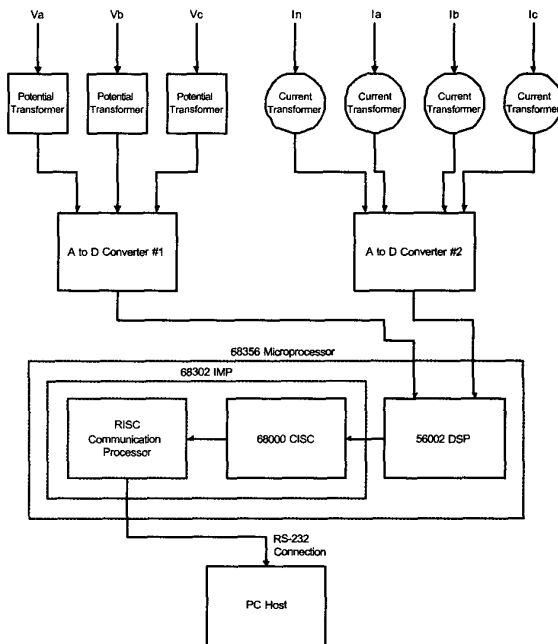 Va Vb Vc In Ia Ib Ic
Potential
Transformer
Potential
Transformer
Potential
Transformer
Current
Transformer
Current
Transformer
Current
Transformer
Current
Transformer
A to D Converter #1
A to D Converter #2
68356 Microprocessor
68302 IMP
RISC
Communication
Processor
68000 CISC
56002 DSP
RS-232
Connection
PC Host